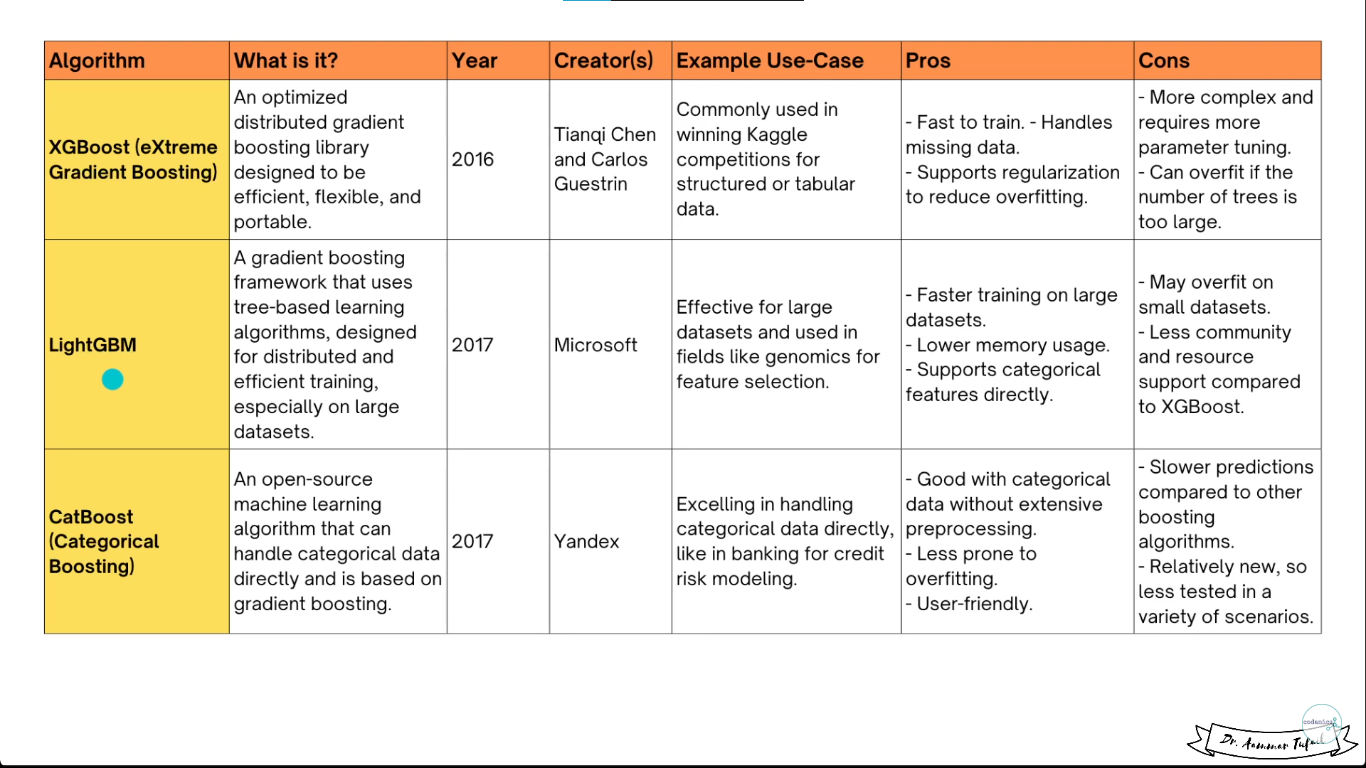 Algorithm
What is it?
Year
Creator(s)
Example Use-Case
Pros
Cons
XGBoost (eXtreme
Gradient Boosting)
An optimized
distributed gradient
boosting library
designed to be
efficient, flexible, and
portable.
2016
Tianqi Chen
and Carlos
Guestrin
Commonly used in
winning Kaggle
competitions for
structured or tabular
data.
- Fast to train. - Handles
missing data.
- Supports regularization
to reduce overfitting.
- More complex and
requires more
parameter tuning.
- Can overfit if the
number of trees is
too large.
LightGBM
A gradient boosting
framework that uses
tree-based learning
algorithms, designed
for distributed and
efficient training,
especially on large
datasets.
2017
Microsoft
Effective for large
datasets and used in
fields like genomics for
feature selection.
- Faster training on large
datasets.
- Lower memory usage.
- Supports categorical
features directly.
- May overfit on
small datasets.
- Less community
and resource
support compared
to XGBoost.
CatBoost
(Categorical
Boosting)
An open-source
machine learning
algorithm that can
handle categorical data
directly and is based on
gradient boosting.
2017
Yandex
Excelling in handling
categorical data directly,
like in banking for credit
risk modeling.
- Good with categorical
data without extensive
preprocessing.
- Less prone to
overfitting.
- User-friendly.
- Slower predictions
compared to other
boosting
algorithms.
- Relatively new, so
less tested in a
variety of scenarios.
codanics
Dr. Aammar Tufail